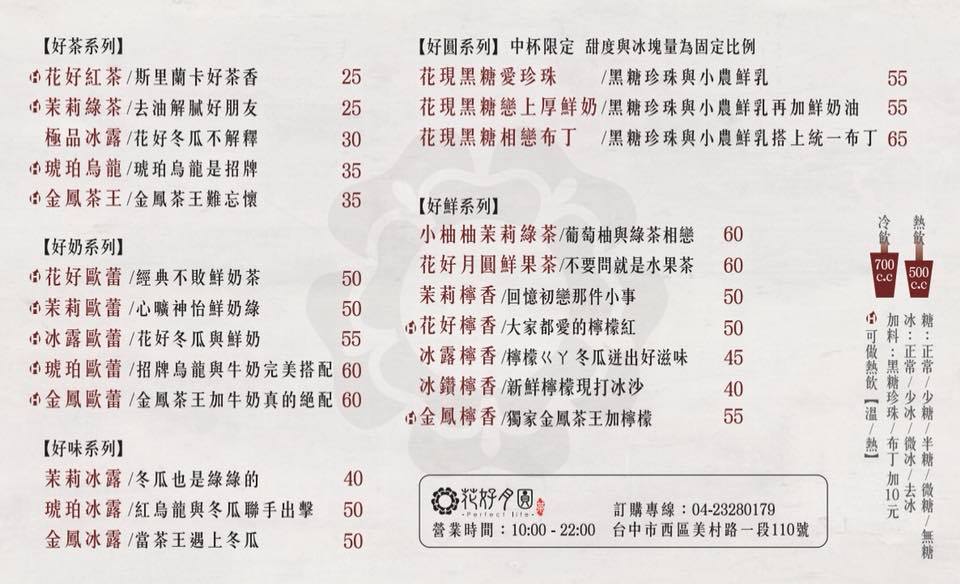 【好茶系列】
花好紅茶/斯里蘭卡好茶香 25
茉莉綠茶/去油解膩好朋友 25
極品冰露/花好冬瓜不解釋 30
琥珀烏龍/琥珀烏龍是招牌 35
金鳳茶王/金鳳茶王難忘懷 35
【好奶系列】
花好歐蕾/經典不敗鮮奶茶 50
茉莉歐蕾/心曠神怡鮮奶綠 50
冰露歐蕾/花好冬瓜與鮮奶 55
琥珀歐蕾/招牌烏龍與牛奶完美搭配 60
金鳳歐蕾/金鳳茶王加牛奶真的絕配 60
【好味系列】
茉莉冰露/冬瓜也是綠綠的 40
琥珀冰露/紅烏龍與冬瓜聯手出擊 50
金鳳冰露/當茶王遇上冬瓜 50
【好圓系列】 中杯限定 甜度與冰塊量為固定比例
花現黑糖愛珍珠 /黑糖珍珠與小農鮮乳 55
花現黑糖戀上厚鮮奶/黑糖珍珠與小農鮮乳再加鮮奶油 55
花現黑糖相戀布丁 /黑糖珍珠與小農鮮乳搭上統一布丁 65
【好鮮系列】
小柚柚茉莉綠茶/葡萄柚與綠茶相戀 60
花好月圓鮮果茶/不要問就是水果茶 60
茉莉檸香/回憶初戀那件小事 50
花好檸香/大家都愛的檸檬紅 50
冰露檸香/檸檬ㄍㄚ冬瓜迸出好滋味 45
冰鑽檸香/新鮮檸檬現打冰沙 40
金鳳檸香/獨家金鳳茶王加檸檬 55
花好月圓
-Perfect life-
訂購專線：04-23280179
營業時間：10:00 - 22:00 台中市西區美村路一段110號
熱飲
500 c.c
冷飲
700 c.c
糖：正常/少糖/半糖/微糖/無糖
冰：正常/少冰/微冰/去冰
加料：黑糖珍珠/布丁 加10元
可做熱飲【溫/熱】